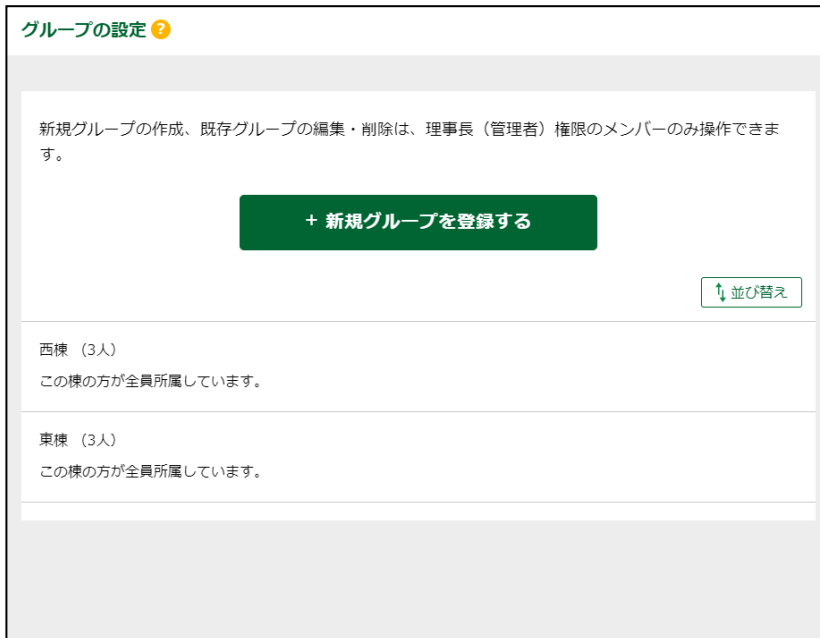 グループの設定 ?
新規グループの作成、既存グループの編集・削除は、理事長（管理者）権限のメンバーのみ操作できま
す。
+ 新規グループを登録する
並び替え
西棟 （3人）
この棟の方が全員所属しています。
東棟 （3人）
この棟の方が全員所属しています。